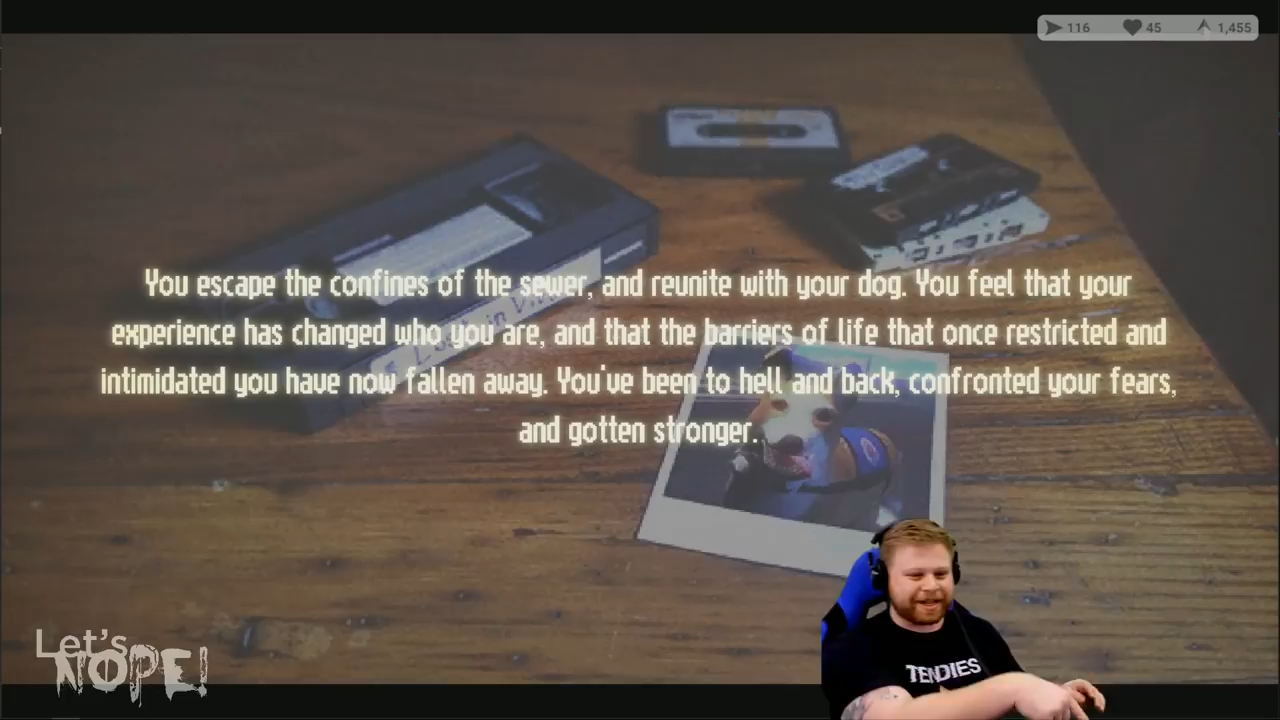 116 45 1,455
You escape the confines of the sewer, and reunite with your dog. You feel that your
experience has changed who you are, and that the barriers of life that once restricted and
intimidated you have now fallen away. You've been to hell and back, confronted your fears,
and gotten stronger.
Let's
NOPE!
TENDIES